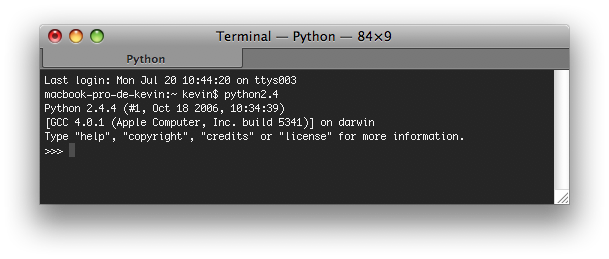 Terminal — Python — 84×9
Python
Last login: Mon Jul 20 10:44:20 on ttys003
macbook-pro-de-kevin:~ kevin$ python2.4
Python 2.4.4 (#1, Oct 18 2006, 10:34:39)
[GCC 4.0.1 (Apple Computer, Inc. build 5341)] on darwin
Type "help", "copyright", "credits" or "license" for more information.
>>>